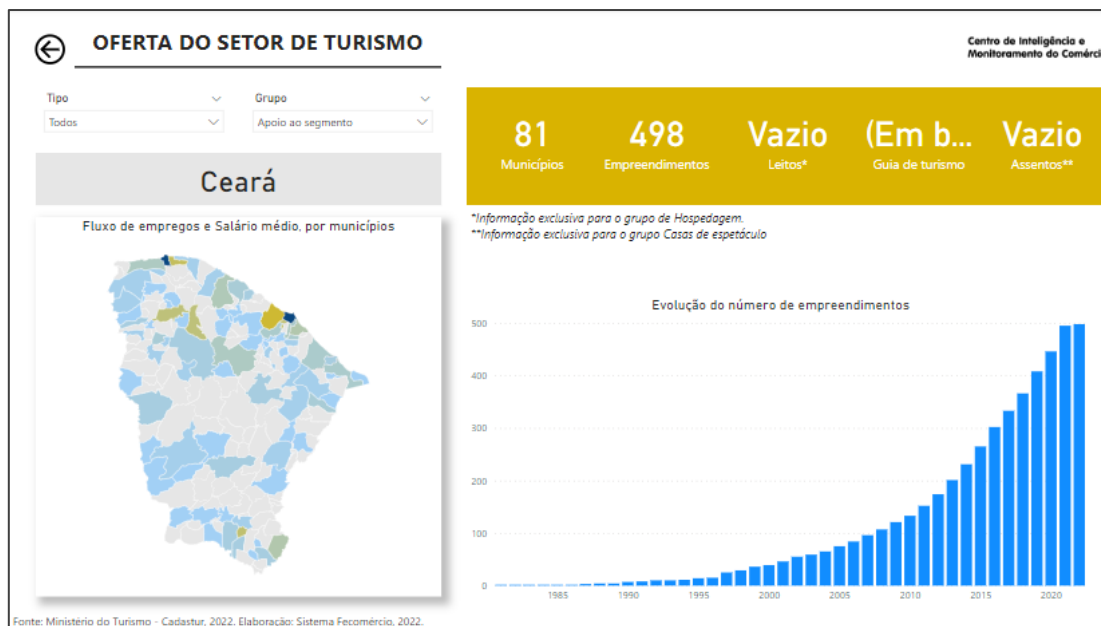 OFERTA DO SETOR DE TURISMO
Centro de Inteligência e
Monitoramento do Comérci
Tipo
Grupo
Todos
Apoio ao segmento
81
498
Vazio
(Em b...
Vazio
Municípios
Empreendimentos
Leitos*
Guia de turismo
Assentos**
Ceará
*Informação exclusiva para o grupo de Hospedagem.
**Informação exclusiva para o grupo Casas de espetáculo
Fluxo de empregos e Salário médio, por municípios
Evolução do número de empreendimentos
500
400
300
200
100
0
1985
1990
1995
2000
2005
2010
2015
2020
Fonte: Ministério do Turismo - Cadastur, 2022. Elaboração: Sistema Fecomércio, 2022.